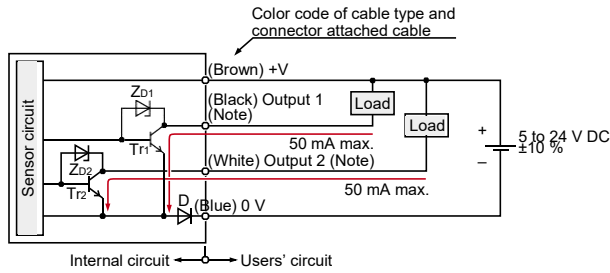 Color code of cable type and
connector attached cable
(Brown) +V
ZD1
(Black) Output 1
(Note)
Load
Load
Sensor circuit
Tr1
50 mA max.
+
5 to 24 V DC
±10 %
–
ZD2
(White) Output 2 (Note)
Tr2
50 mA max.
D
(Blue) 0 V
Internal circuit
Users' circuit